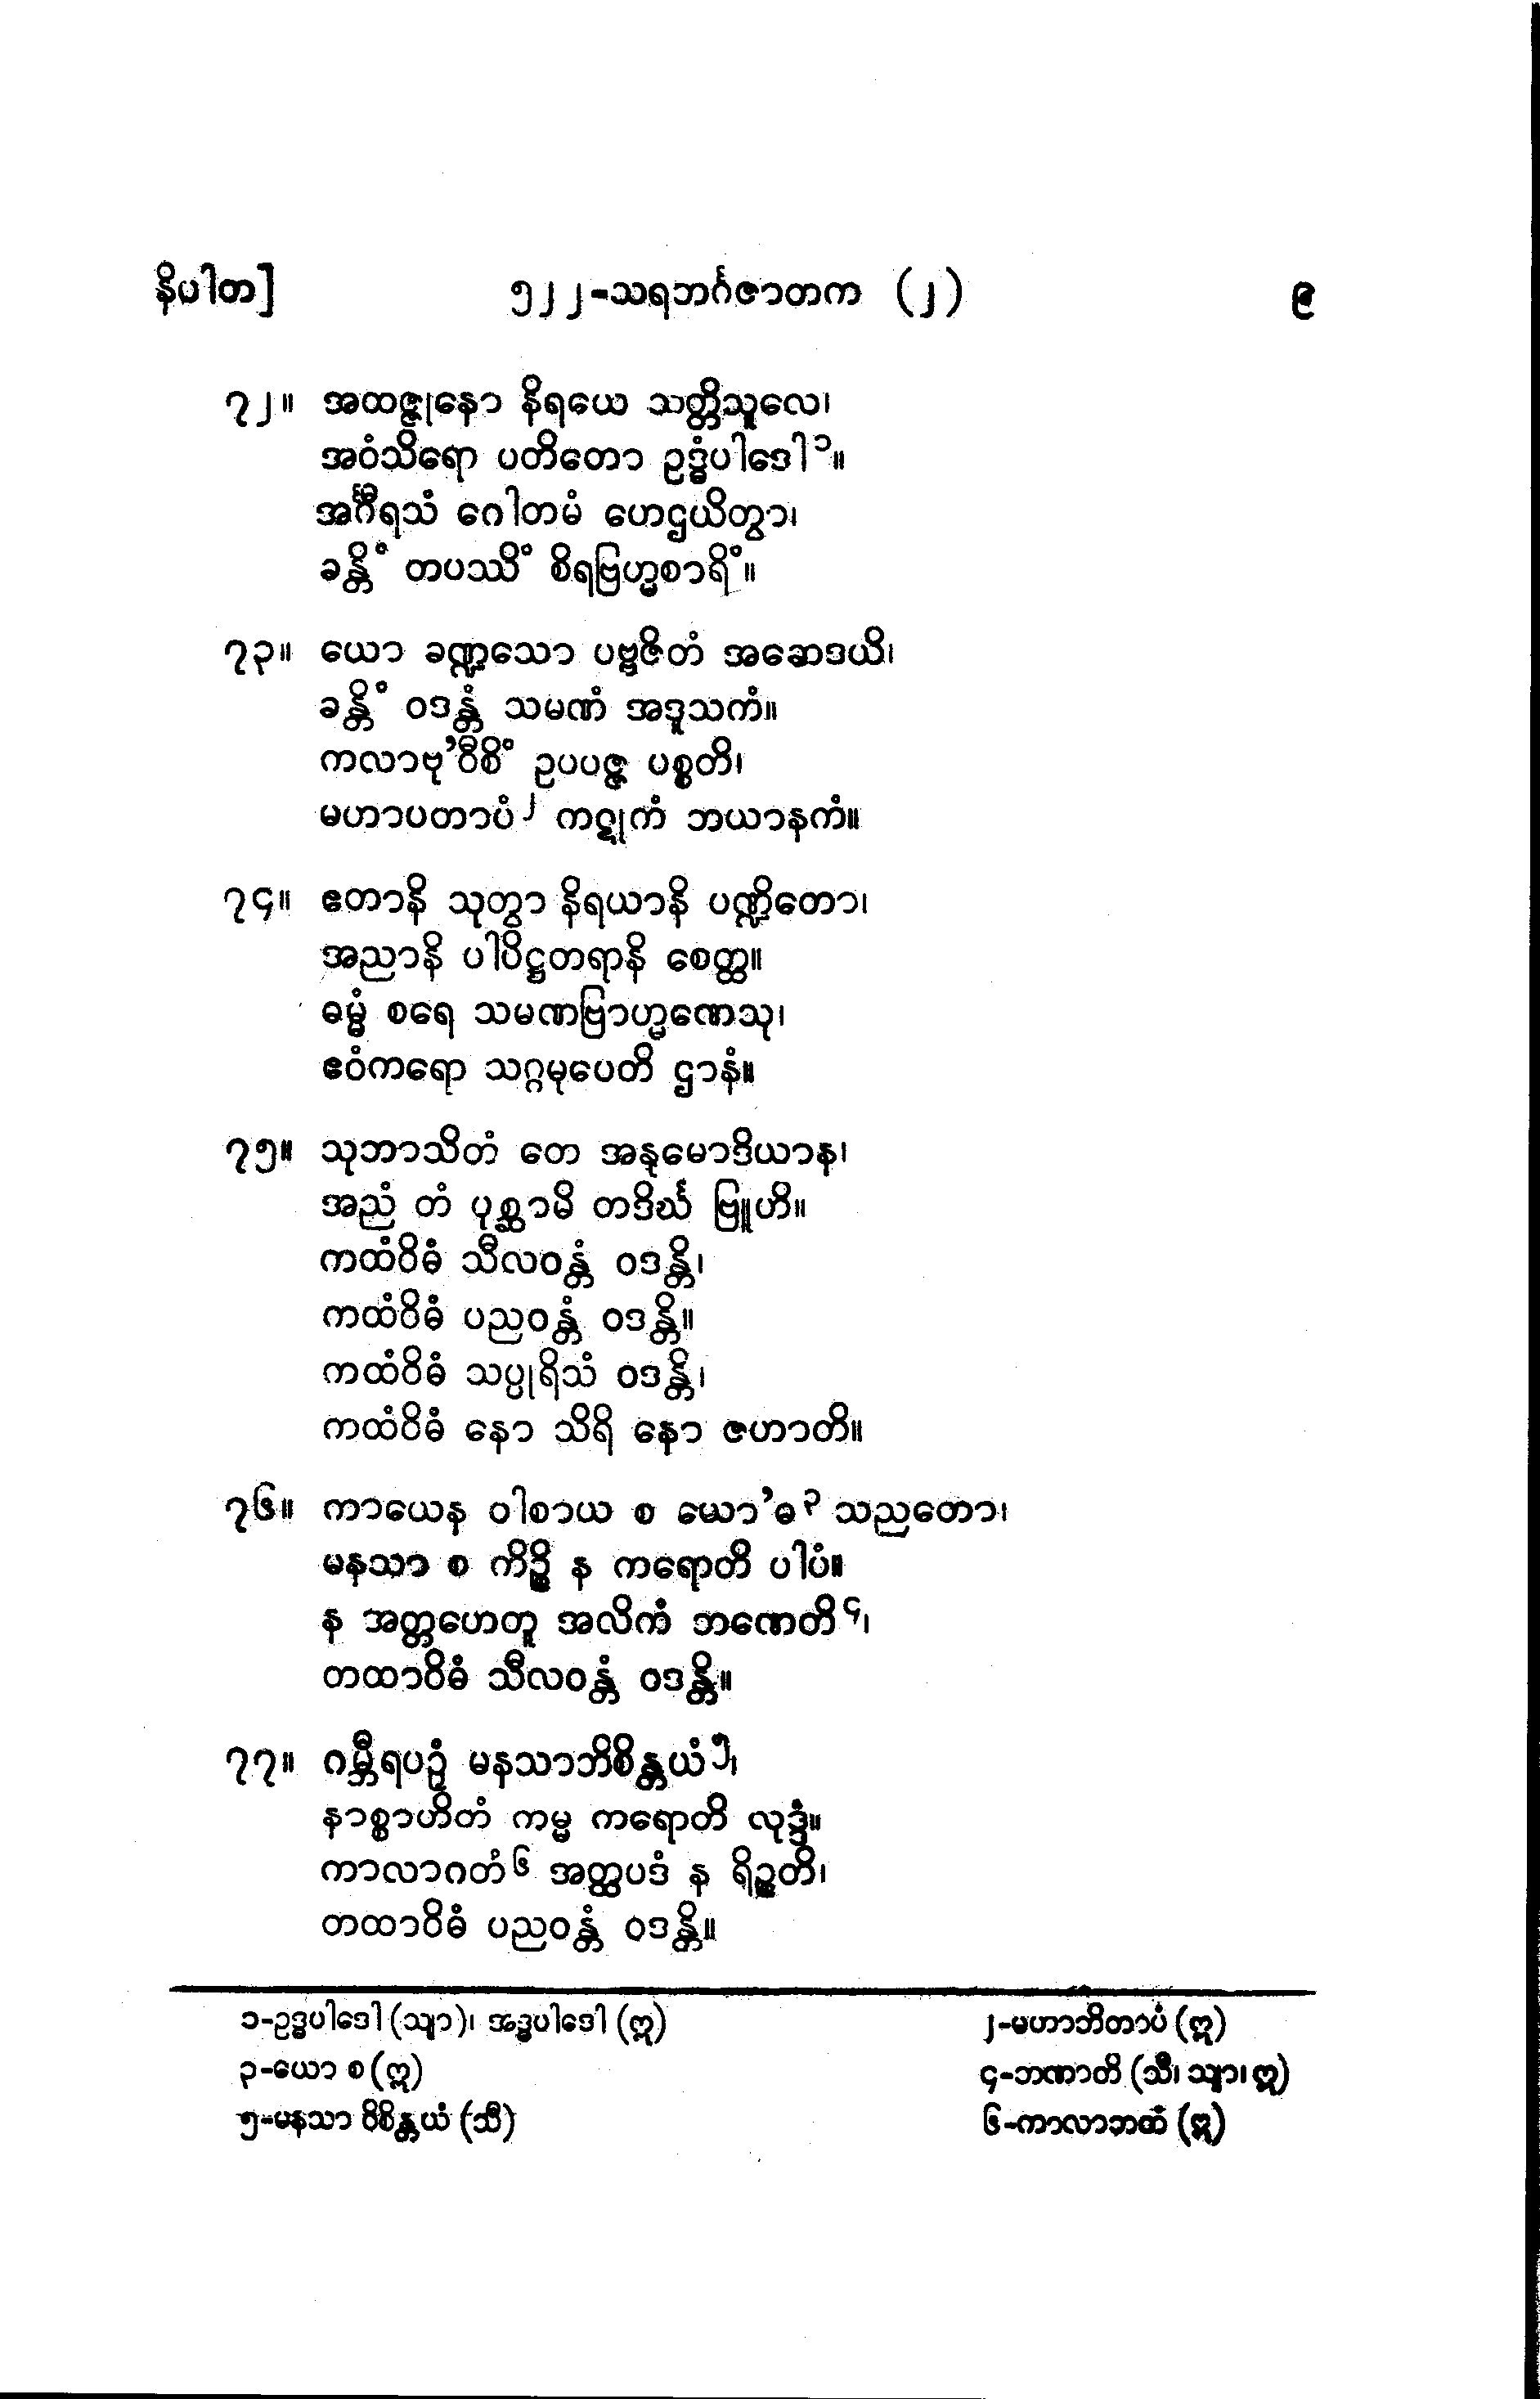 နိပါတ] ၅၂၂-သရဘင်္ဂဇာတက (၂) ၉
၇၂။ အထဇ္ဇုနော နိရယေ သတ္တိသူလေ၊
အဝံသိရော ပတိတော ဥဒ္ဓံပါဒေါ၁။
အင်္ဂီရသံ ဂေါတမံ ဟေဌယိတွာ၊
ခန္တိံ တပဿိံ စိရဗြဟ္မစာရိံ။
၇၃။ ယော ခဏ္ဍသော ပဗ္ဗဇိတံ အဆေဒယိ၊
ခန္တိံ ဝဒန္တံ သမဏံ အဒူသကံ။
ကလာဗု’ဝီစိံ ဥပပဇ္ဇ ပစ္စတိ၊
မဟာပတာပံ၂ ကဋုကံ ဘယာနကံ။
၇၄။ ဧတာနိ သုတွာ နိရယာနိ ပဏ္ဍိတော၊
အညာနိ ပါပိဋ္ဌတရာနိ စေတ္ထ။
ဓမ္မံ စရေ သမဏဗြာဟ္မဏေသု၊
ဧဝံကရော သဂ္ဂမုပေတိ ဌာနံ။
၇၅။ သုဘာသိတံ တေ အနုမောဒိယာန၊
အညံ တံ ပုစ္ဆာမိ တဒိင်္ဃ ဗြူဟိ။
ကထံဝိဓံ သီလဝန္တံ ဝဒန္တိ၊
ကထံဝိဓံ ပညဝန္တံ ဝဒန္တိ။
ကထံဝိဓံ သပ္ပုရိသံ ဝဒန္တိ၊
ကထံဝိဓံ နော သိရိ နော ဇဟာတိ။
၇၆။ ကာယေန ဝါစာယ စ ယော’ဓ၃ သညတော၊
မနသာ စ ကိဉ္စိ န ကရောတိ ပါပံ။
န အတ္တဟေတူ အလိကံ ဘဏေတိ၄၊
တထာဝိဓံ သီလဝန္တံ ဝဒန္တိ။
၇၇။ ဂမ္ဘီရပဉှံ မနသာဘိစိန္တယံ၅၊
နာစ္စာဟိတံ ကမ္မ ကရောတိ လုဒ္ဒံ။
ကာလာဂတံ၆ အတ္ထပဒံ န ရိဉ္စတိ၊
တထာဝိဓံ ပညဝန္တံ ဝဒန္တိ။
၁-ဥဒ္ဓပါဒေါ (သျာ)၊ အဒ္ဓပါဒေါ (ဣ) ၂-မဟာဘိတာပံ (ဣ)
၃-ယော စ (ဣ) ၄-ဘဏာတိ (သီ၊ သျာ၊ ဣ)
၅-မနသာ ဝိစိန္တယံ (သီ) ၆-ကာလာဘတံ (ဣ)